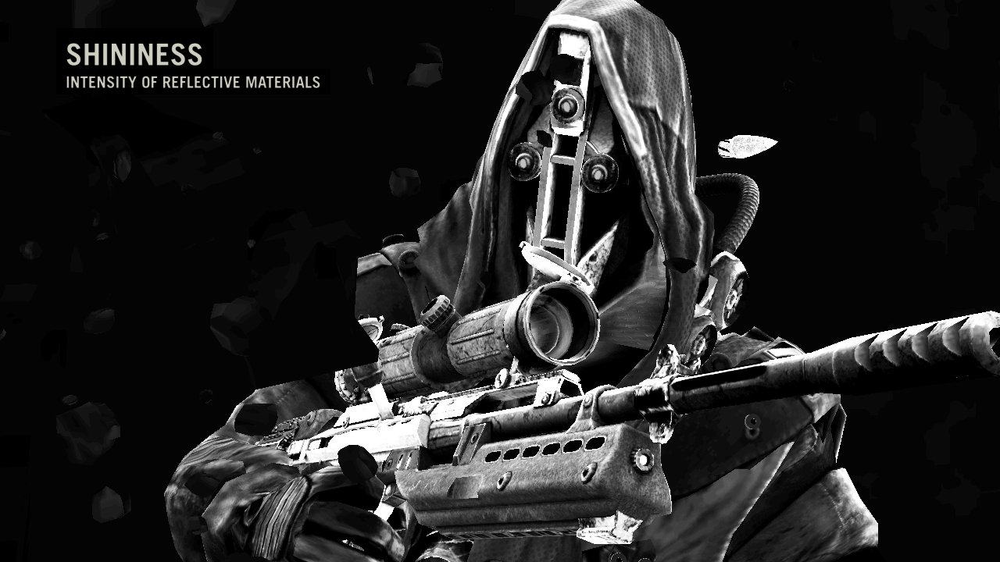 SHININESS
INTENSITY OF REFLECTIVE MATERIALS